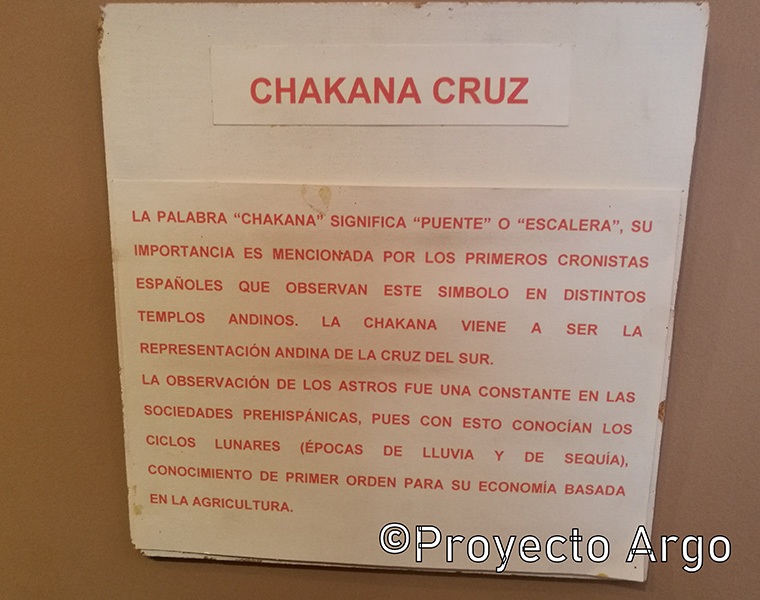 CHAKANA CRUZ
LA PALABRA “CHAKANA” SIGNIFICA “PUENTE” O “ESCALERA”, SU
IMPORTANCIA ES MENCIONADA POR LOS PRIMEROS CRONISTAS
ESPAÑOLES QUE OBSERVAN ESTE SIMBOLO EN DISTINTOS
TEMPLOS ANDINOS. LA CHAKANA VIENE A SER LA
REPRESENTACIÓN ANDINA DE LA CRUZ DEL SUR.
LA OBSERVACIÓN DE LOS ASTROS FUE UNA CONSTANTE EN LAS
SOCIEDADES PREHISPÁNICAS, PUES CON ESTO CONOCÍAN LOS
CICLOS LUNARES (ÉPOCAS DE LLUVIA Y DE SEQUÍA),
CONOCIMIENTO DE PRIMER ORDEN PARA SU ECONOMÍA BASADA
EN LA AGRICULTURA.
©Proyecto Argo